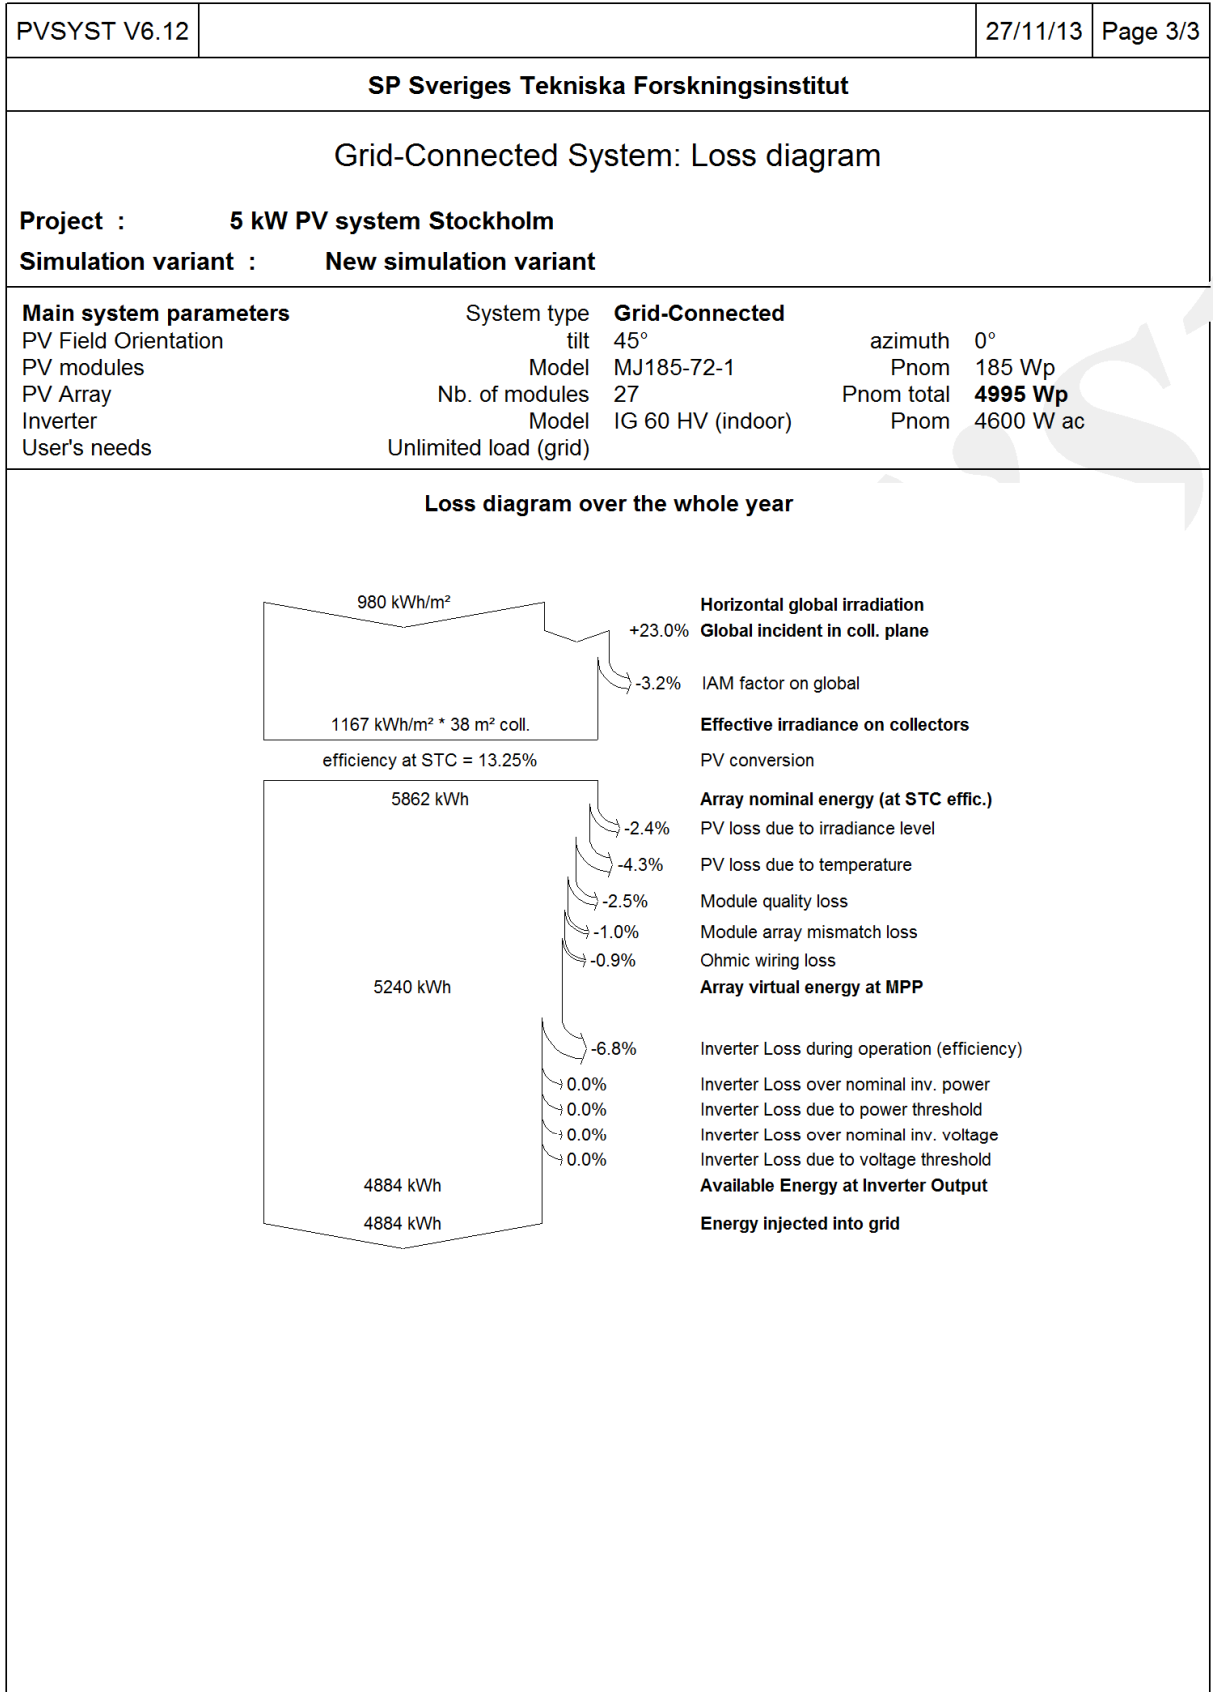 PVSYST V6.12 27/11/13 Page 3/3
SP Sveriges Tekniska Forskningsinstitut
Grid-Connected System: Loss diagram
Project : 5 kW PV system Stockholm
Simulation variant : New simulation variant
Main system parameters System type Grid-Connected
PV Field Orientation tilt 45° azimuth 0°
PV modules Model MJ185-72-1 Pnom 185 Wp
PV Array Nb. of modules 27 Pnom total 4995 Wp
Inverter Model IG 60 HV (indoor) Pnom 4600 W ac
User's needs Unlimited load (grid)
Loss diagram over the whole year
980 kWh/m² Horizontal global irradiation
+23.0% Global incident in coll. plane
-3.2% IAM factor on global
1167 kWh/m² * 38 m² coll. Effective irradiance on collectors
efficiency at STC = 13.25% PV conversion
5862 kWh Array nominal energy (at STC effic.)
-2.4% PV loss due to irradiance level
-4.3% PV loss due to temperature
-2.5% Module quality loss
-1.0% Module array mismatch loss
-0.9% Ohmic wiring loss
5240 kWh Array virtual energy at MPP
-6.8% Inverter Loss during operation (efficiency)
0.0% Inverter Loss over nominal inv. power
0.0% Inverter Loss due to power threshold
0.0% Inverter Loss over nominal inv. voltage
0.0% Inverter Loss due to voltage threshold
4884 kWh Available Energy at Inverter Output
4884 kWh Energy injected into grid